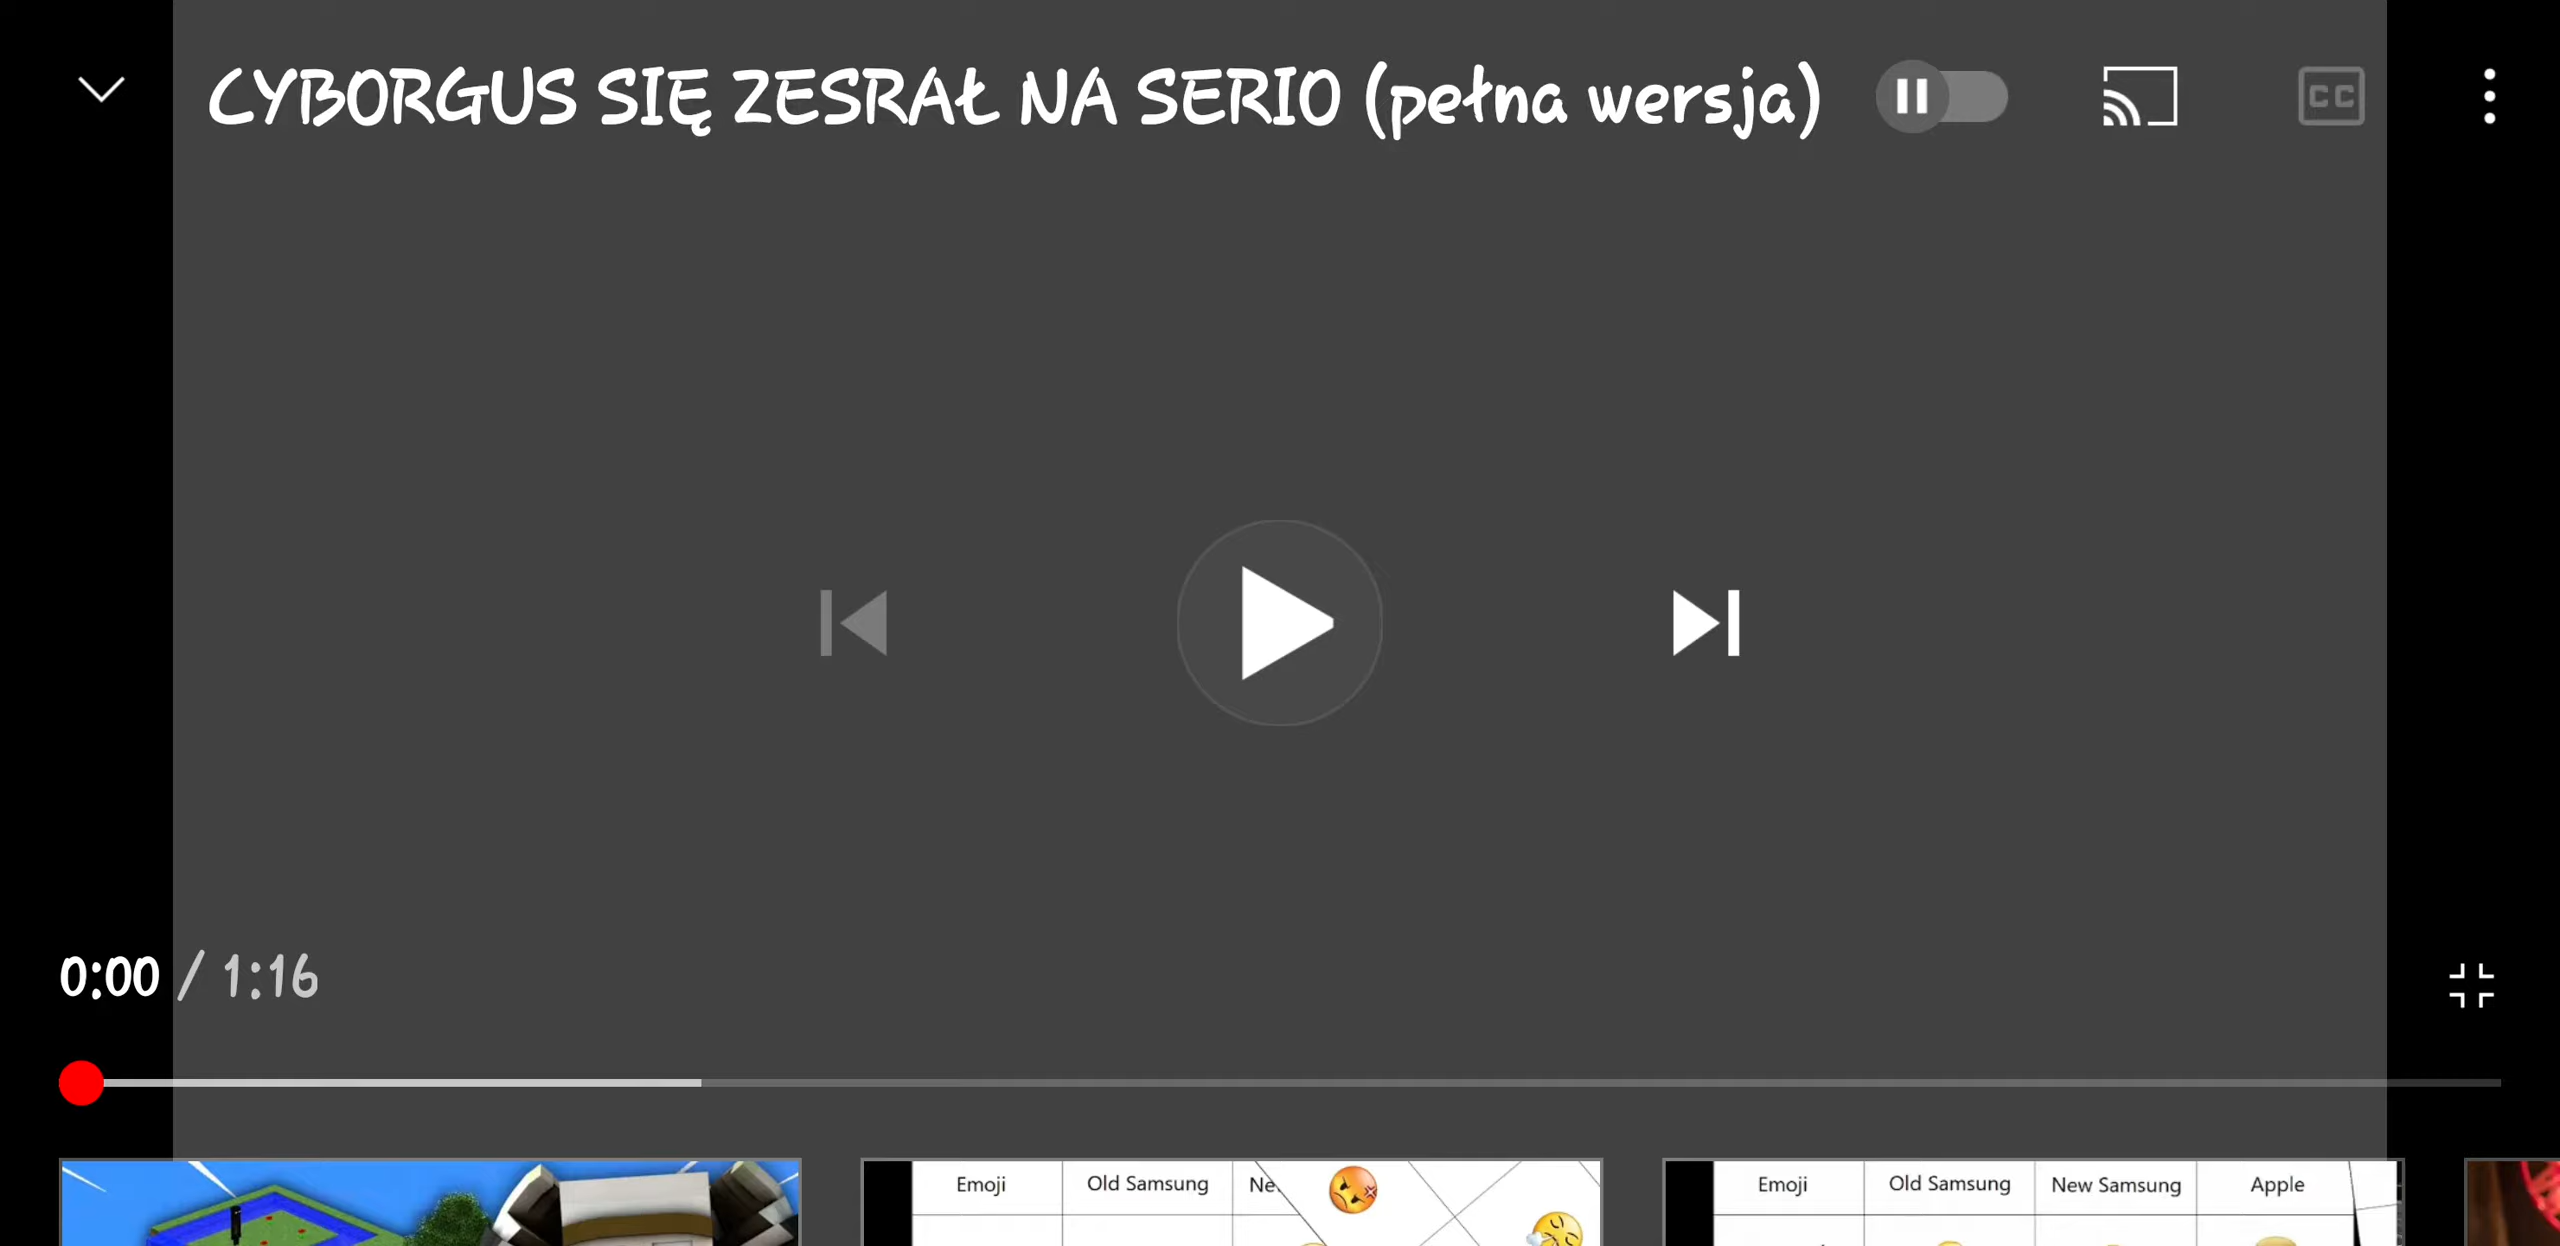 CYBORGUS SIĘ ZESRAŁ NA SERIO (pełna wersja)
CC
0:00 / 1:16
Emoji Old Samsung
Emoji Old Samsung New Samsung Apple